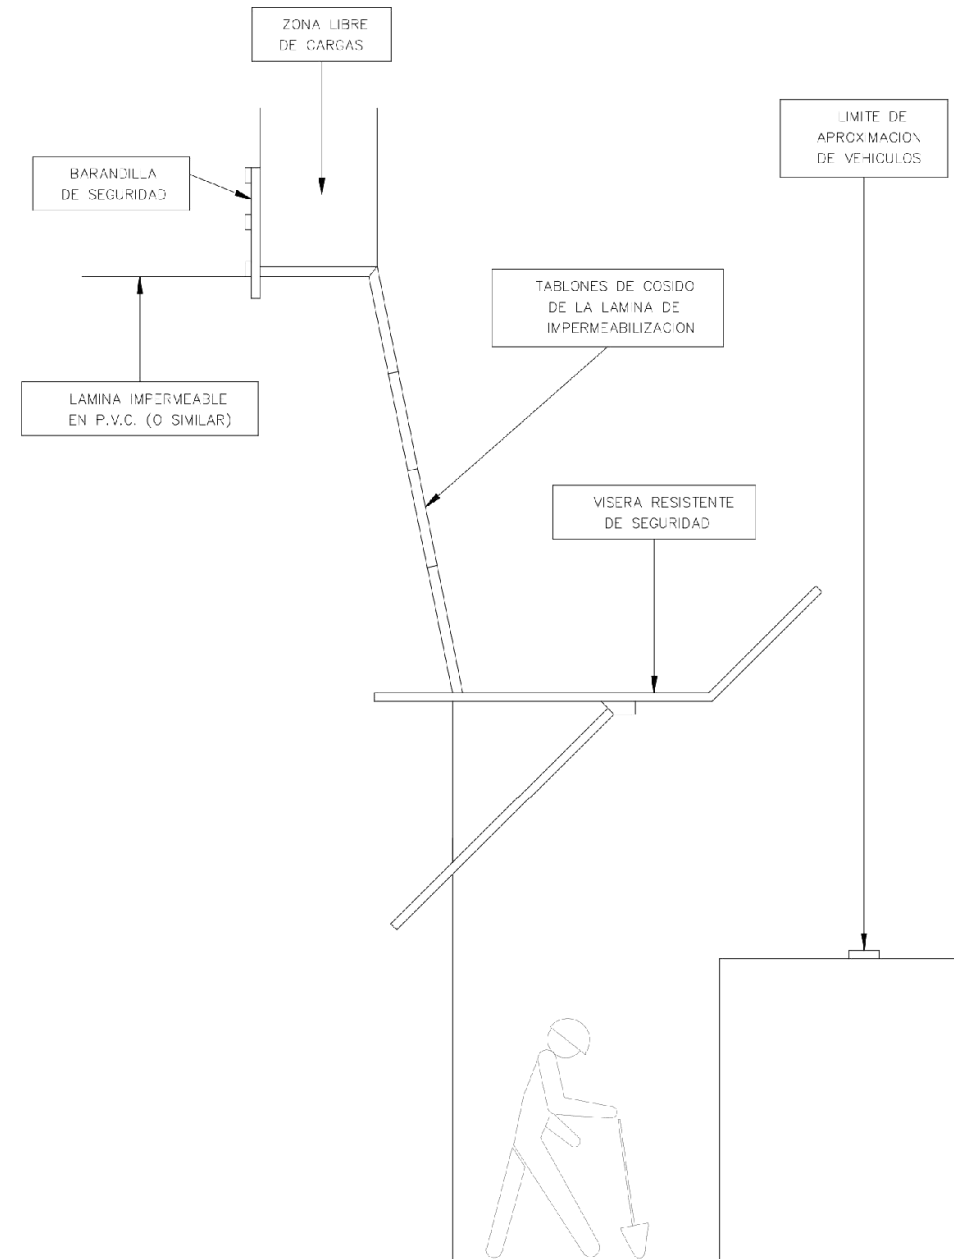 ZONA LIBRE
DE CARGAS
LIMITE DE
APROXIMACION
DE VEHICULOS
BARANDILLA
DE SEGURIDAD
TABLONES DE COSIDO
DE LA LAMINA DE
IMPERMEABILIZACION
LAMINA IMPERMEABLE
EN P.V.C. (O SIMILAR)
VISERA RESISTENTE
DE SEGURIDAD